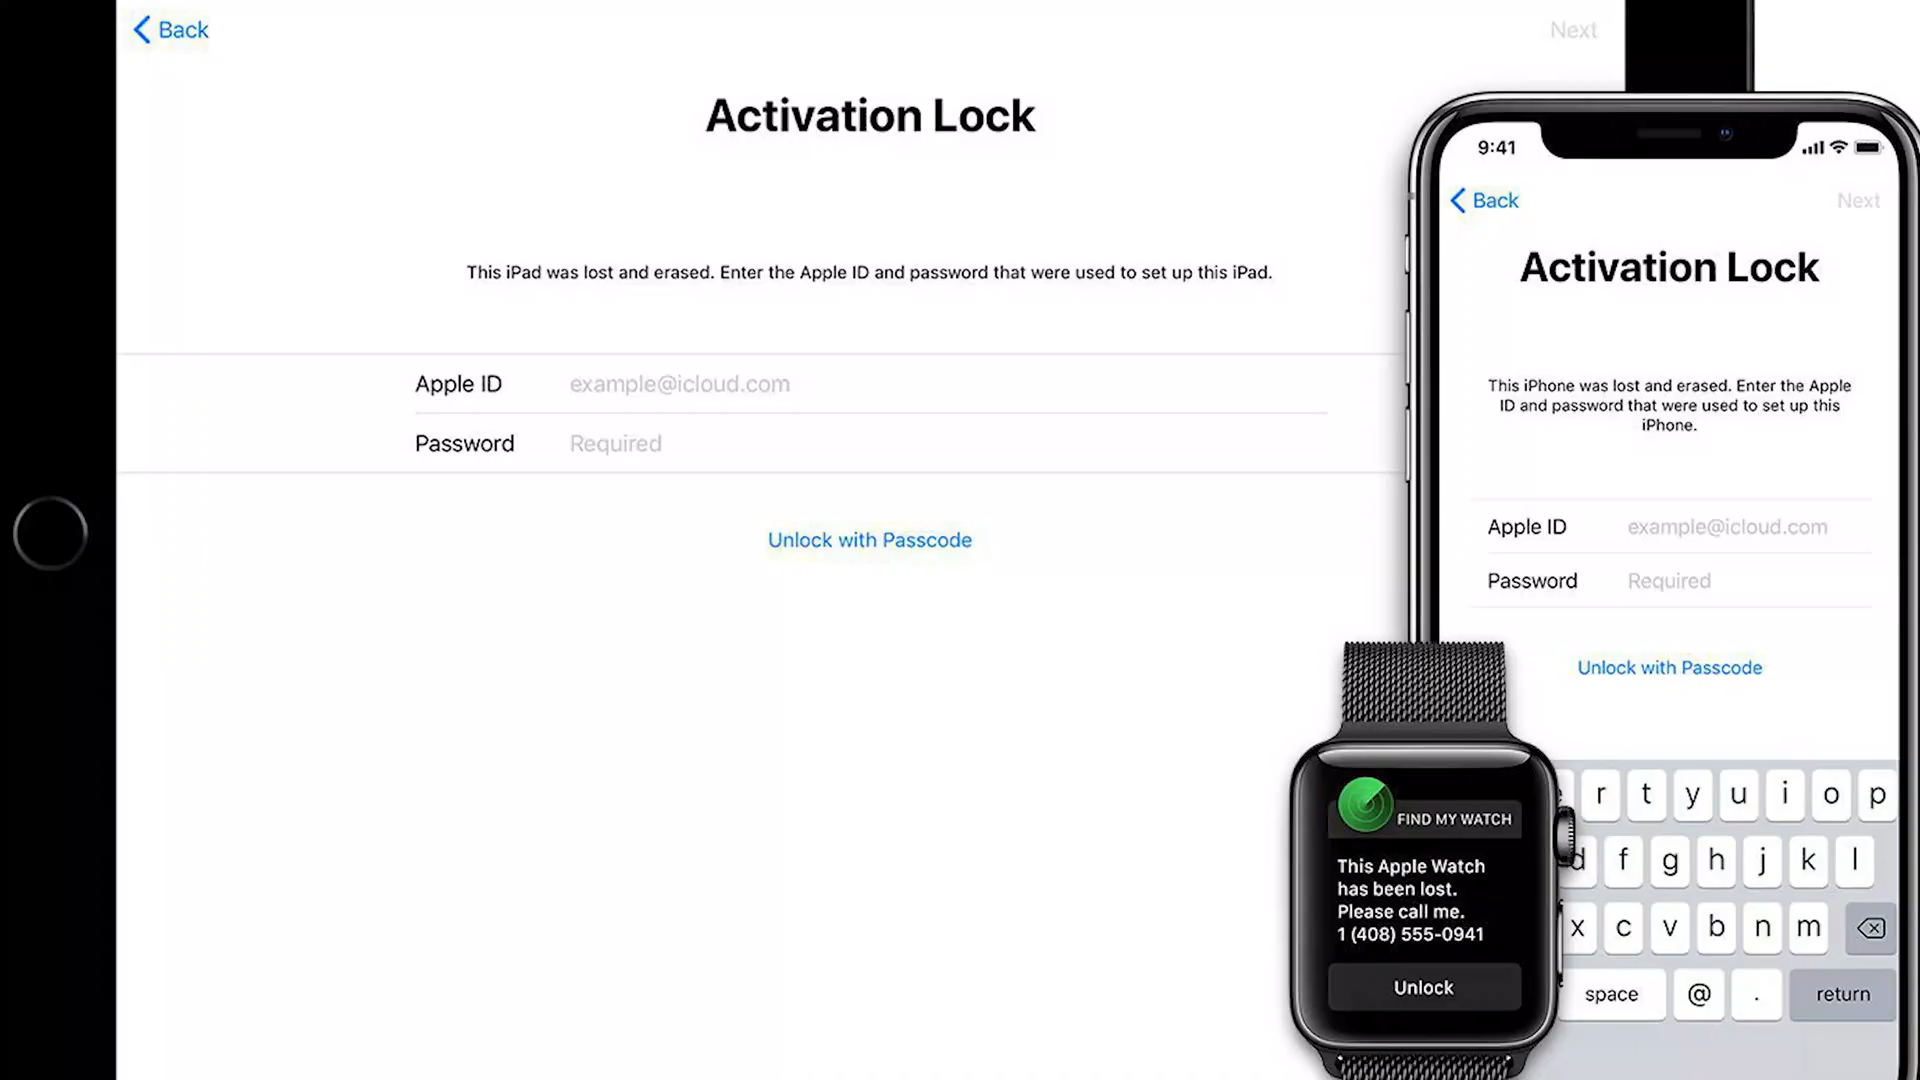 Back
Next
Activation Lock
This iPad was lost and erased. Enter the Apple ID and password that were used to set up this iPad.
Apple ID example@icloud.com
Password Required
Unlock with Passcode
9:41
Back
Next
Activation Lock
This iPhone was lost and erased. Enter the Apple
ID and password that were used to set up this
iPhone.
Apple ID example@icloud.com
Password Required
Unlock with Passcode
r t y u i o p
d f g h j k l
x c v b n m
space @ . return
FIND MY WATCH
This Apple Watch
has been lost.
Please call me.
1 (408) 555-0941
Unlock